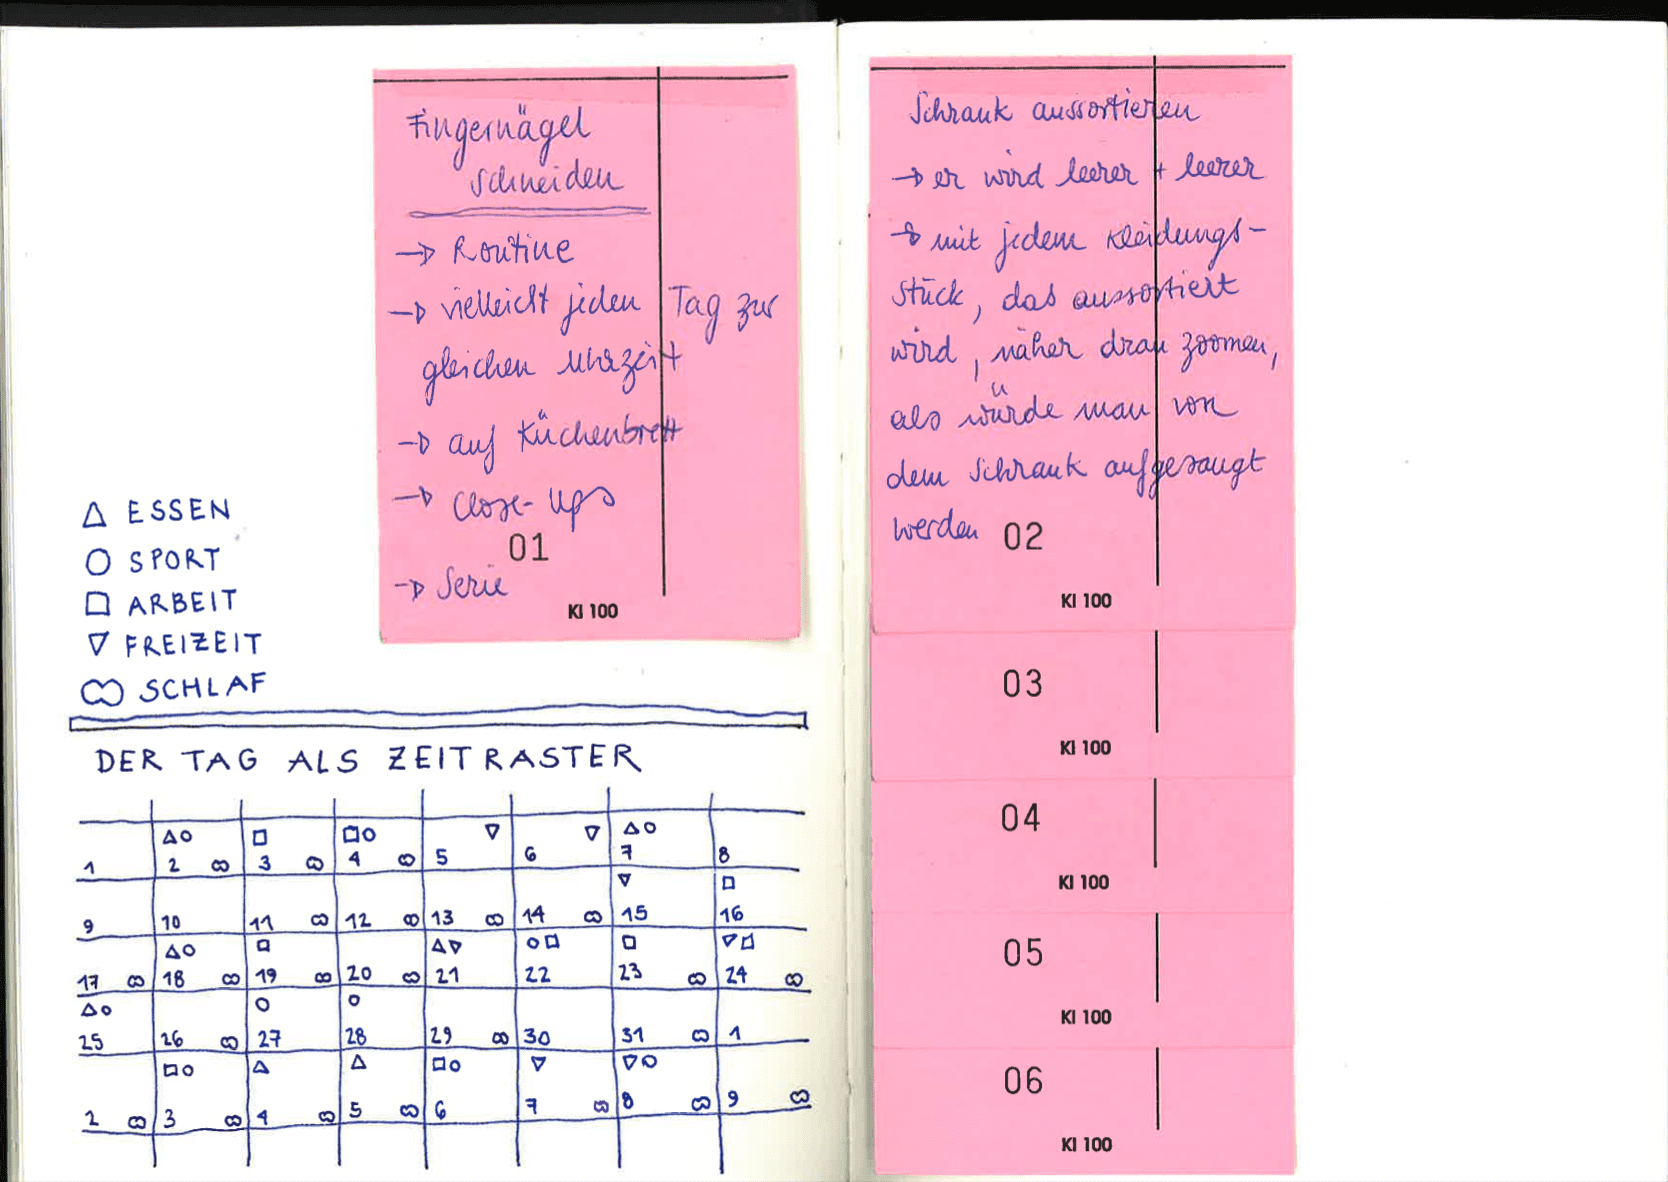 Fingernägel
schneiden
→ Routine
→ vielleicht jeden Tag zur
gleichen Uhrzeit
→ auf Küchenbrett
→ Close-Ups
01
→ Serie
KI 100
△ ESSEN
○ SPORT
□ ARBEIT
▽ FREIZEIT
∞ SCHLAF
DER TAG ALS ZEITRASTER
△○ □ □○ ▽ ▽ △○
1 2 ∞ 3 ∞ 4 ∞ 5 6 7 8
▽ □
9 10 11 ∞ 12 ∞ 13 ∞ 14 ∞ 15 16
△○ □ △▽ ○□ □ ▽□
17 ∞ 18 ∞ 19 ∞ 20 ∞ 21 22 23 ∞ 24 ∞
△○ ○ ○
25 26 ∞ 27 28 29 ∞ 30 31 ∞ 1
□○ △ △ □○ ▽ ▽○
2 ∞ 3 ∞ 4 ∞ 5 ∞ 6 7 ∞ 8 ∞ 9 ∞
Schrank aussortieren
→ er wird leerer + leerer
→ mit jedem Kleidungs-
stück, das aussortiert
wird, näher dran zoomen,
als würde man von
dem Schrank aufgesaugt
werden 02
KI 100
03
KI 100
04
KI 100
05
KI 100
06
KI 100